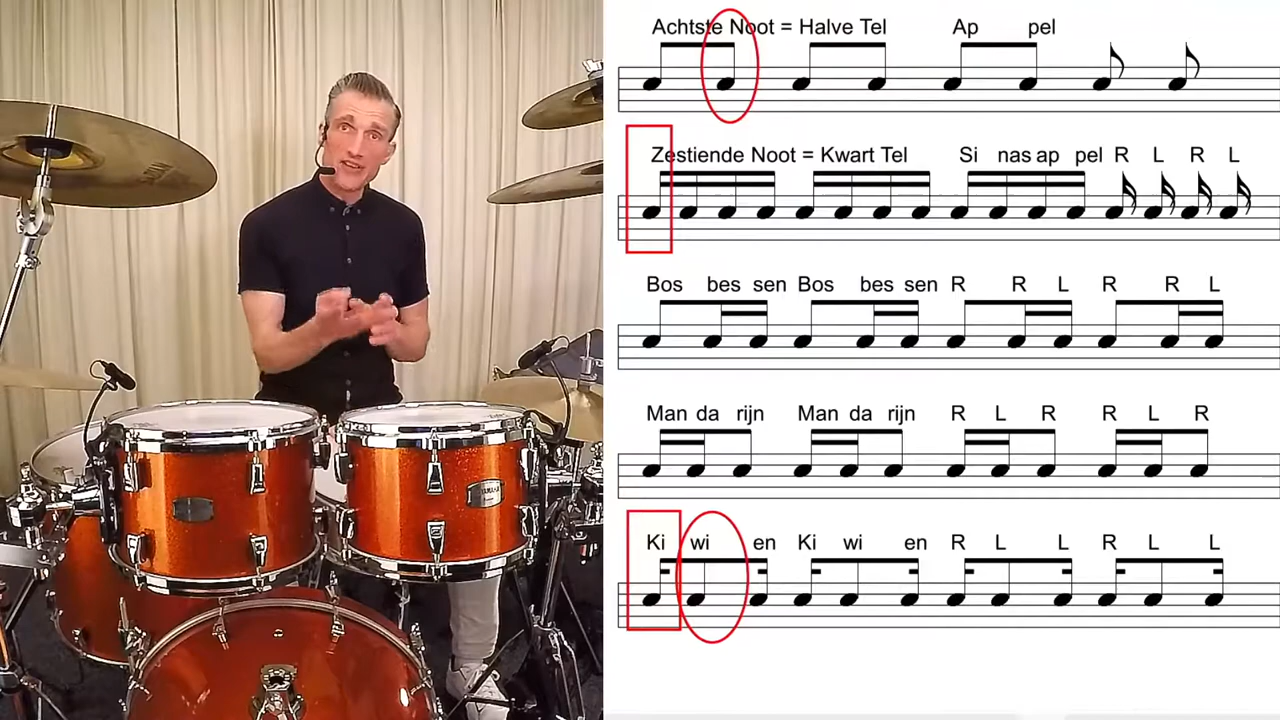 Achtste Noot = Halve Tel Ap pel
Zestiende Noot = Kwart Tel Si nas ap pel R L R L
Bos bes sen Bos bes sen R R L R R L
Man da rijn Man da rijn R L R R L R
Ki wi en Ki wi en R L L R L L
YAMAHA